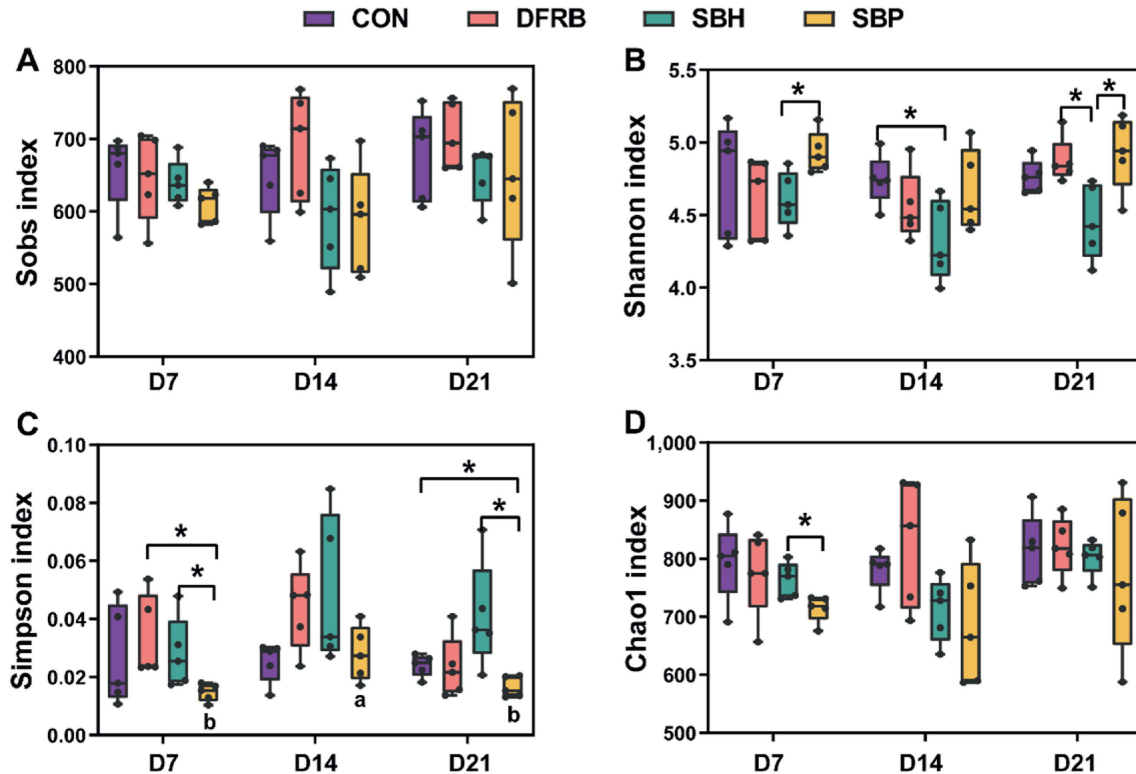 CON DFRB SBH SBP
A
Sobs index
800
700
600
500
400
D7 D14 D21
B
Shannon index
5.5
5.0
4.5
4.0
3.5
* * * *
D7 D14 D21
C
Simpson index
0.10
0.08
0.06
0.04
0.02
0.00
* * * *
b a b
D7 D14 D21
D
Chao1 index
1,000
900
800
700
600
500
*
D7 D14 D21